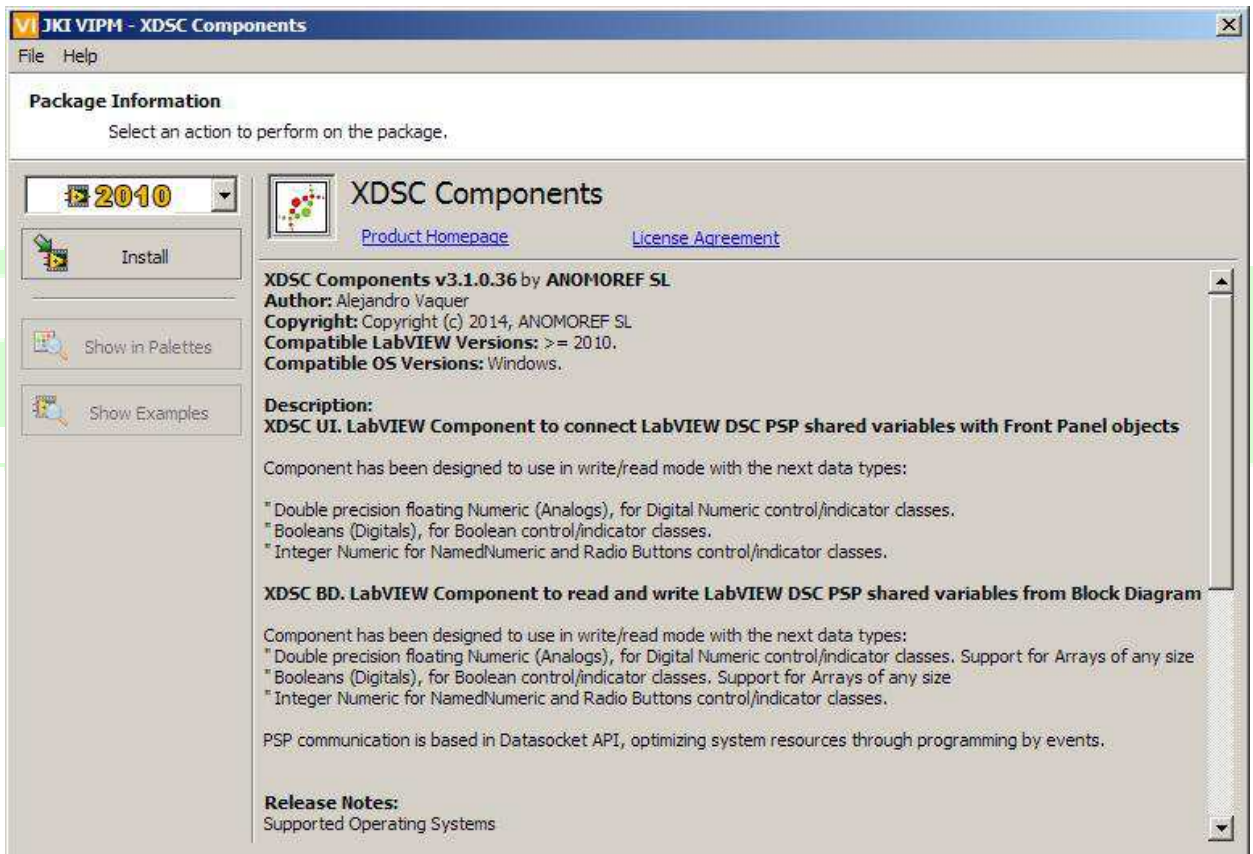 VI JKI VIPM - XDSC Components
File Help
Package Information
Select an action to perform on the package.
2010
Install
Show in Palettes
Show Examples
XDSC Components
Product Homepage License Agreement
XDSC Components v3.1.0.36 by ANOMOREF SL
Author: Alejandro Vaquer
Copyright: Copyright (c) 2014, ANOMOREF SL
Compatible LabVIEW Versions: >= 2010.
Compatible OS Versions: Windows.
Description:
XDSC UI. LabVIEW Component to connect LabVIEW DSC PSP shared variables with Front Panel objects
Component has been designed to use in write/read mode with the next data types:
" Double precision floating Numeric (Analogs), for Digital Numeric control/indicator classes.
" Booleans (Digitals), for Boolean control/indicator classes.
" Integer Numeric for NamedNumeric and Radio Buttons control/indicator classes.
XDSC BD. LabVIEW Component to read and write LabVIEW DSC PSP shared variables from Block Diagram
Component has been designed to use in write/read mode with the next data types:
" Double precision floating Numeric (Analogs), for Digital Numeric control/indicator classes. Support for Arrays of any size
" Booleans (Digitals), for Boolean control/indicator classes. Support for Arrays of any size
" Integer Numeric for NamedNumeric and Radio Buttons control/indicator classes.
PSP communication is based in Datasocket API, optimizing system resources through programming by events.
Release Notes:
Supported Operating Systems